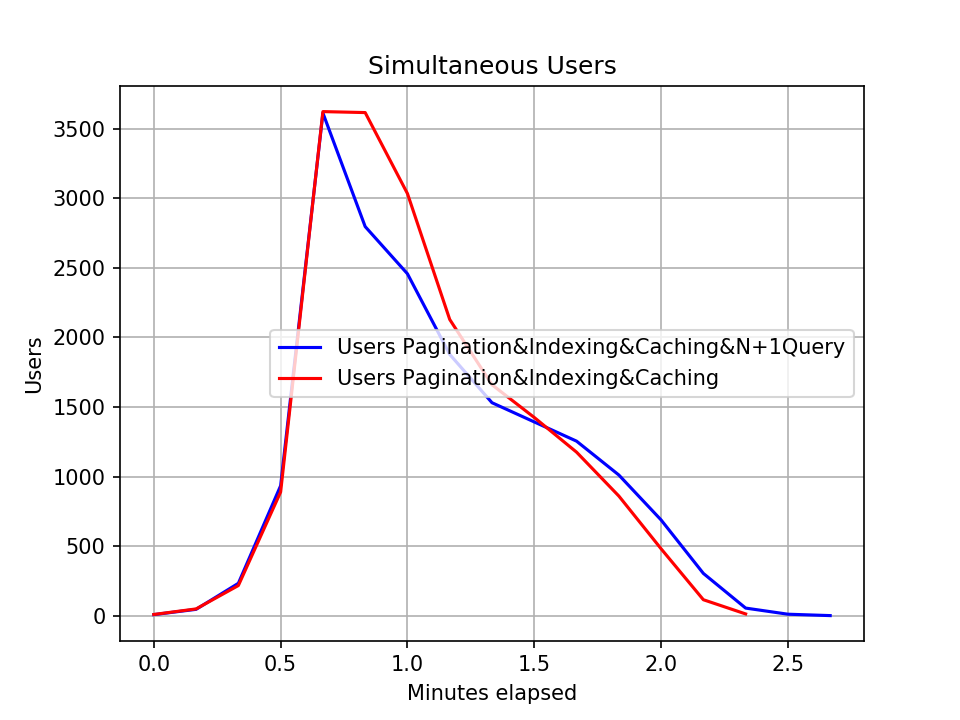 Simultaneous Users
3500
3000
2500
2000
1500
1000
500
0
Users
Users Pagination&Indexing&Caching&N+1Query
Users Pagination&Indexing&Caching
0.0 0.5 1.0 1.5 2.0 2.5
Minutes elapsed